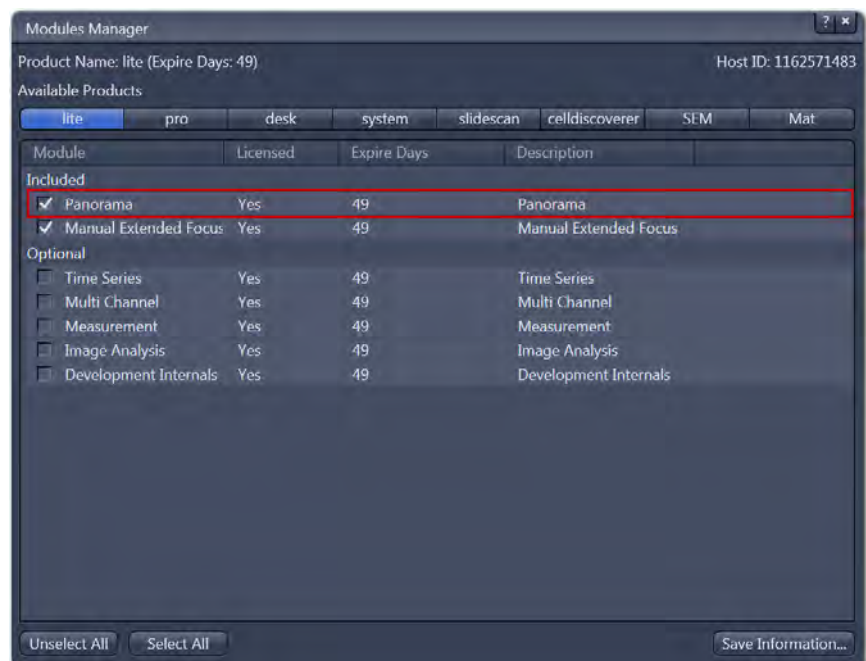 Modules Manager ? ×
Product Name: lite (Expire Days: 49) Host ID: 1162571483
Available Products
lite pro desk system slidescan celldiscoverer SEM Mat
Module Licensed Expire Days Description
Included
Panorama Yes 49 Panorama
Manual Extended Focus Yes 49 Manual Extended Focus
Optional
Time Series Yes 49 Time Series
Multi Channel Yes 49 Multi Channel
Measurement Yes 49 Measurement
Image Analysis Yes 49 Image Analysis
Development Internals Yes 49 Development Internals
Unselect All Select All Save Information...